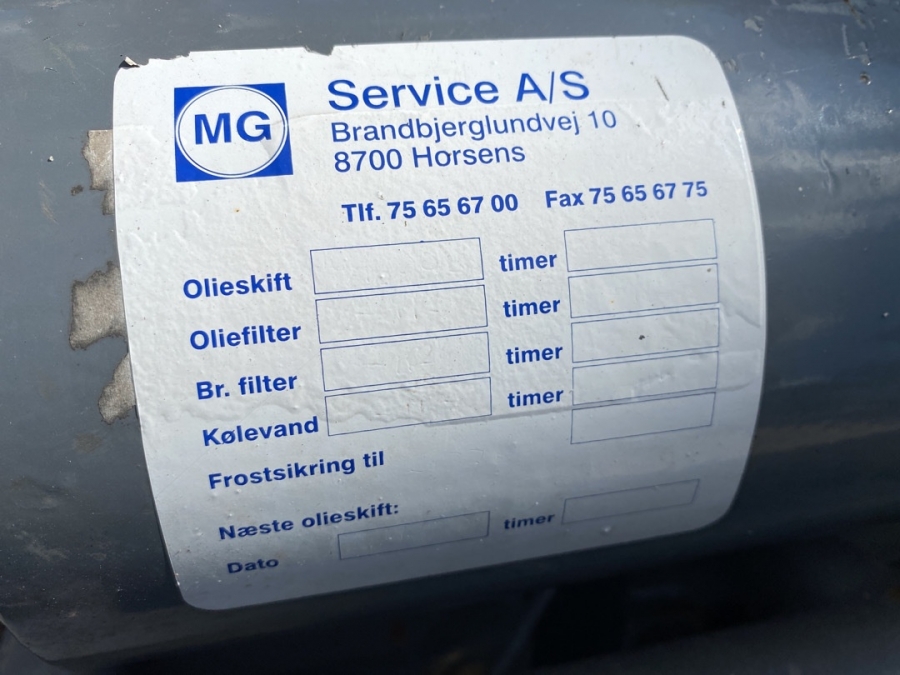 MG
Service A/S
Brandbjerglundvej 10
8700 Horsens
Tlf. 75 65 67 00 Fax 75 65 67 75
Olieskift timer
Oliefilter timer
Br. filter timer
Kølevand timer
Frostsikring til
Næste olieskift:
Dato timer